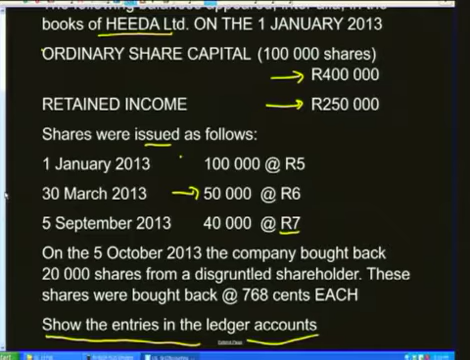 books of HEEDA Ltd. ON THE 1 JANUARY 2013
ORDINARY SHARE CAPITAL (100 000 shares)
R400 000
RETAINED INCOME R250 000
Shares were issued as follows:
1 January 2013 100 000 @ R5
30 March 2013 50 000 @ R6
5 September 2013 40 000 @ R7
On the 5 October 2013 the company bought back
20 000 shares from a disgruntled shareholder. These
shares were bought back @ 768 cents EACH
Show the entries in the ledger accounts